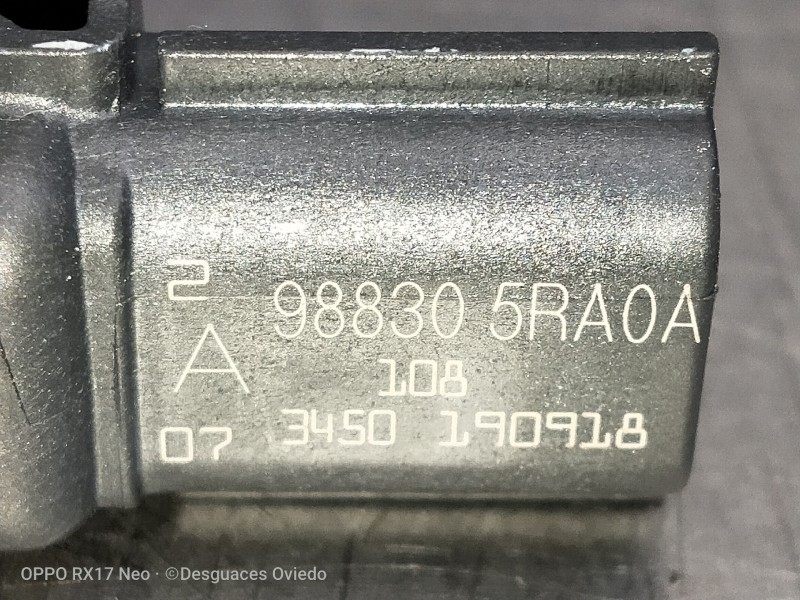 2
98830 5RA0A
A
108
07
3450 190918
OPPO RX17 Neo · ©Desguaces Oviedo